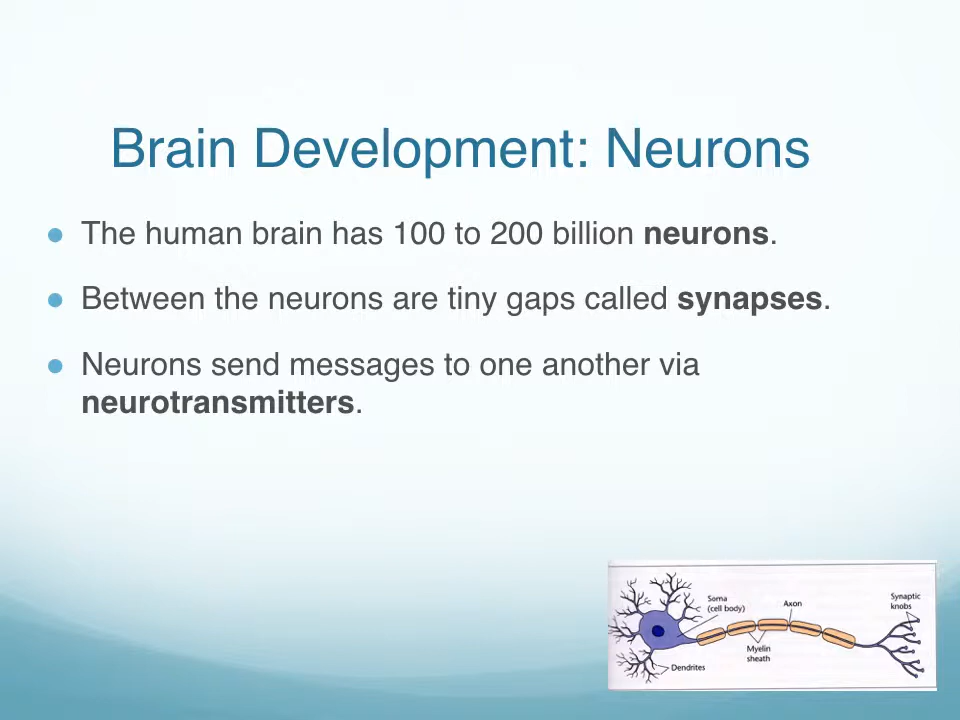 Brain Development: Neurons
● The human brain has 100 to 200 billion neurons.
● Between the neurons are tiny gaps called synapses.
● Neurons send messages to one another via
neurotransmitters.
Soma
(cell body)
Axon
Synaptic
knobs
Myelin
sheath
Dendrites